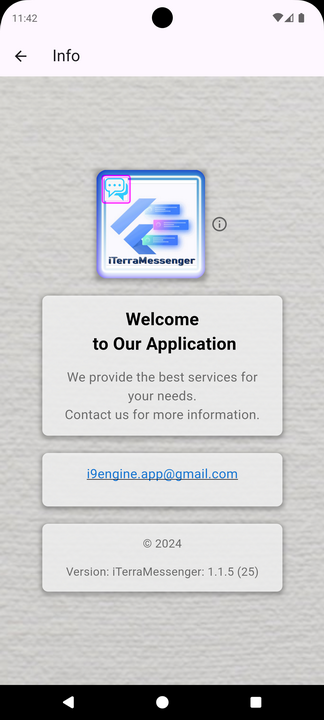 11:42
Info
iTerraMessenger
Welcome
to Our Application
We provide the best services for
your needs.
Contact us for more information.
i9engine.app@gmail.com
© 2024
Version: iTerraMessenger: 1.1.5 (25)